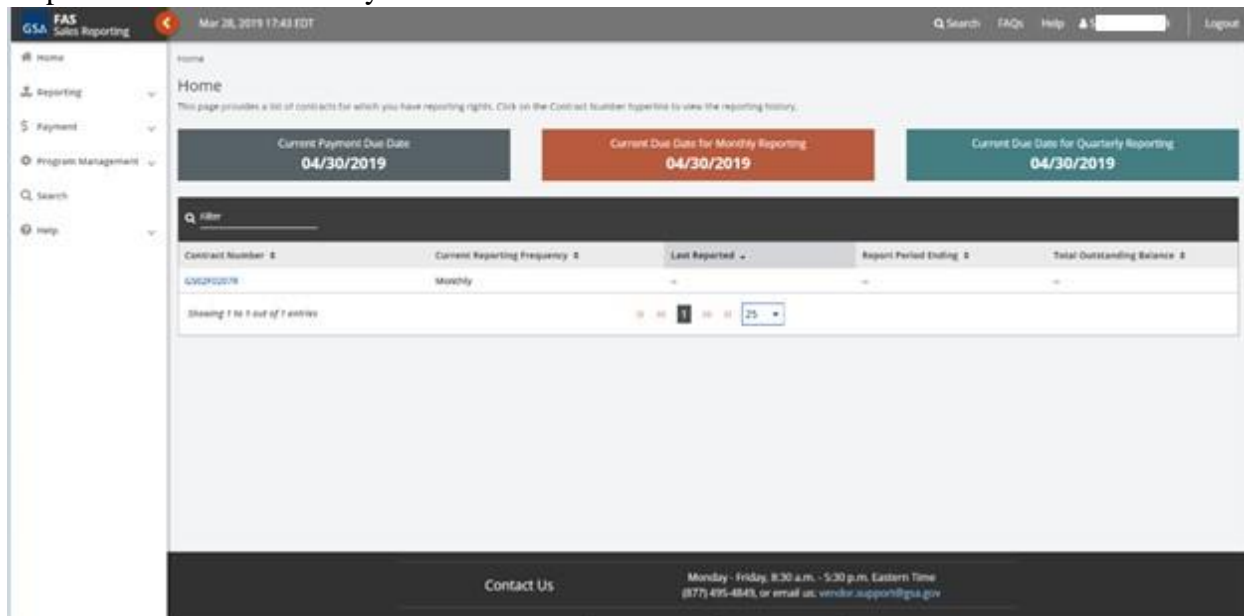 GSA FAS Sales Reporting
Mar 28, 2019 17:43 EDT
Search FAQs Help Logout
Home
Reporting
$ Payment
Program Management
Search
Help
Home
Home
This page provides a list of contracts for which you have reporting rights. Click on the Contract Number hyperlink to view the reporting history.
Current Payment Due Date
04/30/2019
Current Due Date for Monthly Reporting
04/30/2019
Current Due Date for Quarterly Reporting
04/30/2019
Filter
Contract Number Current Reporting Frequency Last Reported Report Period Ending Total Outstanding Balance
Monthly -- -- --
Showing 1 to 1 out of 1 entries
1 25
Contact Us
Monday - Friday, 8:30 a.m. - 5:30 p.m. Eastern Time
(877) 495-4849, or email us: vendor.support@gsa.gov